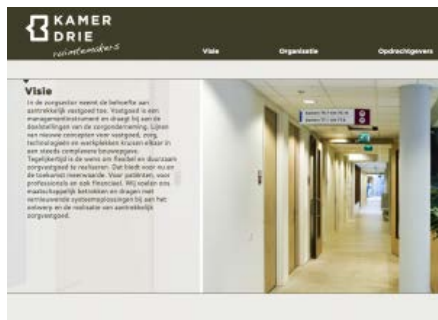 KAMER
DRIE
ruimtemakers
Visie
Organisatie
Opdrachtgevers
Visie
In de zorgsector neemt de behoefte aan
aantrekkelijk vastgoed toe. Vastgoed is een
managementinstrument en draagt bij aan de
doelstellingen van de zorgonderneming. Lijnen
van nieuwe concepten voor vastgoed, zorg,
technologieën en werkplekken kruisen elkaar in
een steeds complexere bouwopgave.
Tegelijkertijd is de wens om flexibel en duurzaam
zorgvastgoed te realiseren. Dat biedt voor nu en
de toekomst meerwaarde. Voor patiënten, voor
professionals en ook financieel. Wij voelen ons
maatschappelijk betrokken en dragen met
vernieuwende systeemoplossingen bij aan het
ontwerp en de realisatie van aantrekkelijk
zorgvastgoed.